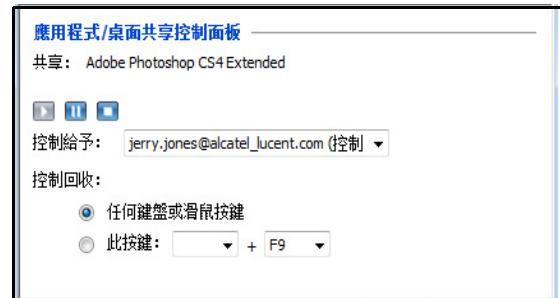 應用程式/桌面共享控制面板
共享： Adobe Photoshop CS4 Extended
控制給予： jerry.jones@alcatel_lucent.com (控制
控制回收：
任何鍵盤或滑鼠按鍵
此按鍵： + F9